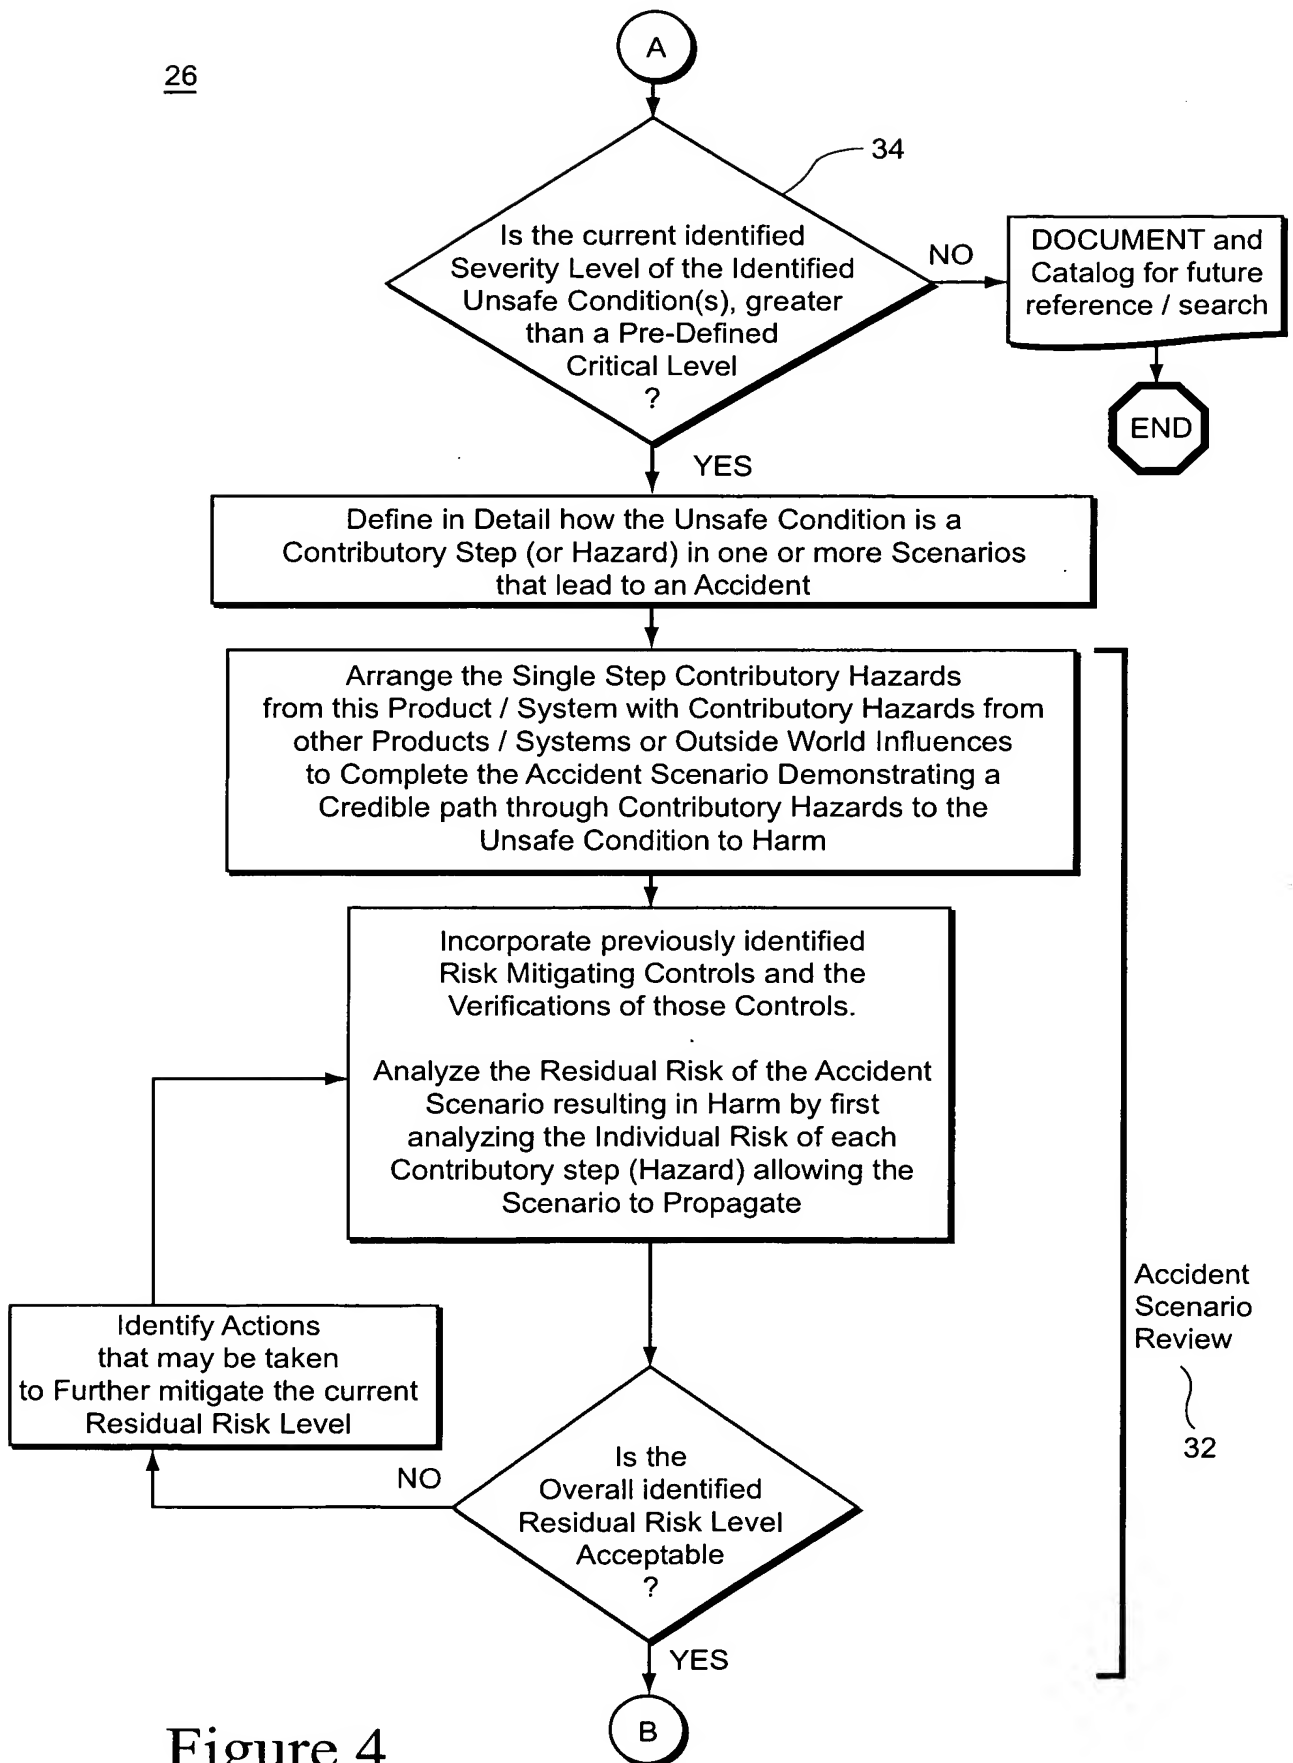 A
26
34
Is the current identified
Severity Level of the Identified
Unsafe Condition(s), greater
than a Pre-Defined
Critical Level
?
NO
DOCUMENT and
Catalog for future
reference / search
END
YES
Define in Detail how the Unsafe Condition is a
Contributory Step (or Hazard) in one or more Scenarios
that lead to an Accident
Arrange the Single Step Contributory Hazards
from this Product / System with Contributory Hazards from
other Products / Systems or Outside World Influences
to Complete the Accident Scenario Demonstrating a
Credible path through Contributory Hazards to the
Unsafe Condition to Harm
Incorporate previously identified
Risk Mitigating Controls and the
Verifications of those Controls.
Analyze the Residual Risk of the Accident
Scenario resulting in Harm by first
analyzing the Individual Risk of each
Contributory step (Hazard) allowing the
Scenario to Propagate
Accident
Scenario
Review
32
Identify Actions
that may be taken
to Further mitigate the current
Residual Risk Level
NO
Is the
Overall identified
Residual Risk Level
Acceptable
?
YES
B
Figure 4